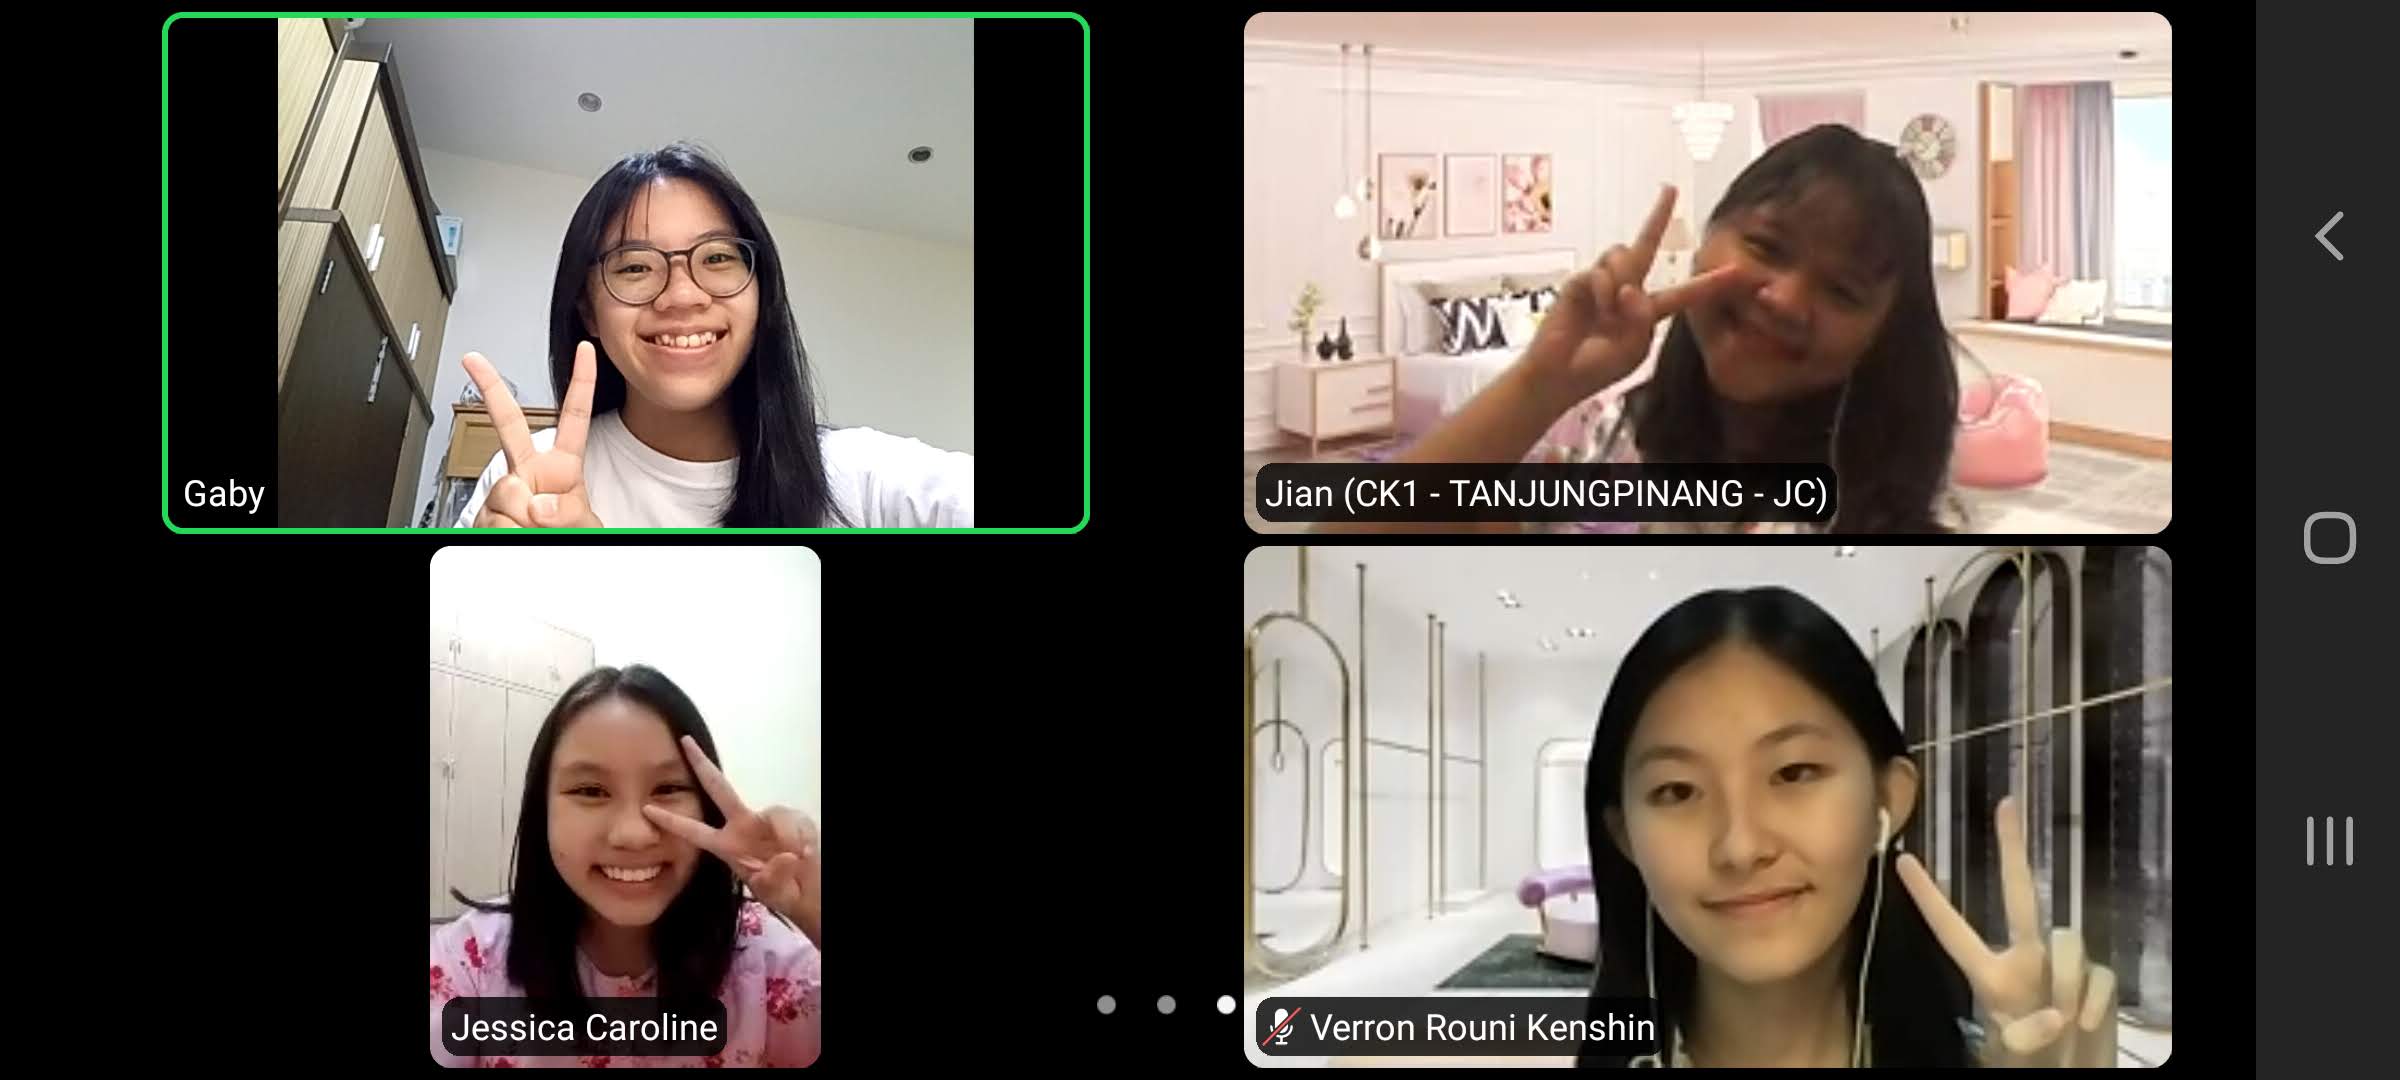 Gaby
Jian (CK1 - TANJUNGPINANG - JC)
Jessica Caroline
Verron Rouni Kenshin